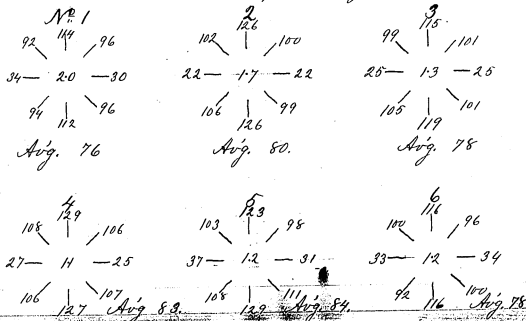 No. 1 2 3
114 126 115
92 96 102 100 99 101
34 2.0 30 22 1.7 22 25 1.3 25
94 96 106 99 105 101
112 126 119
Avg. 76 Avg. 80. Avg. 78
4 5 6
129 123 116
108 106 103 98 100 96
27 1.1 25 37 1.2 31 33 1.2 34
106 107 108 111 92 100
127 Avg 83. 129 Avg. 84. 116 Avg. 78